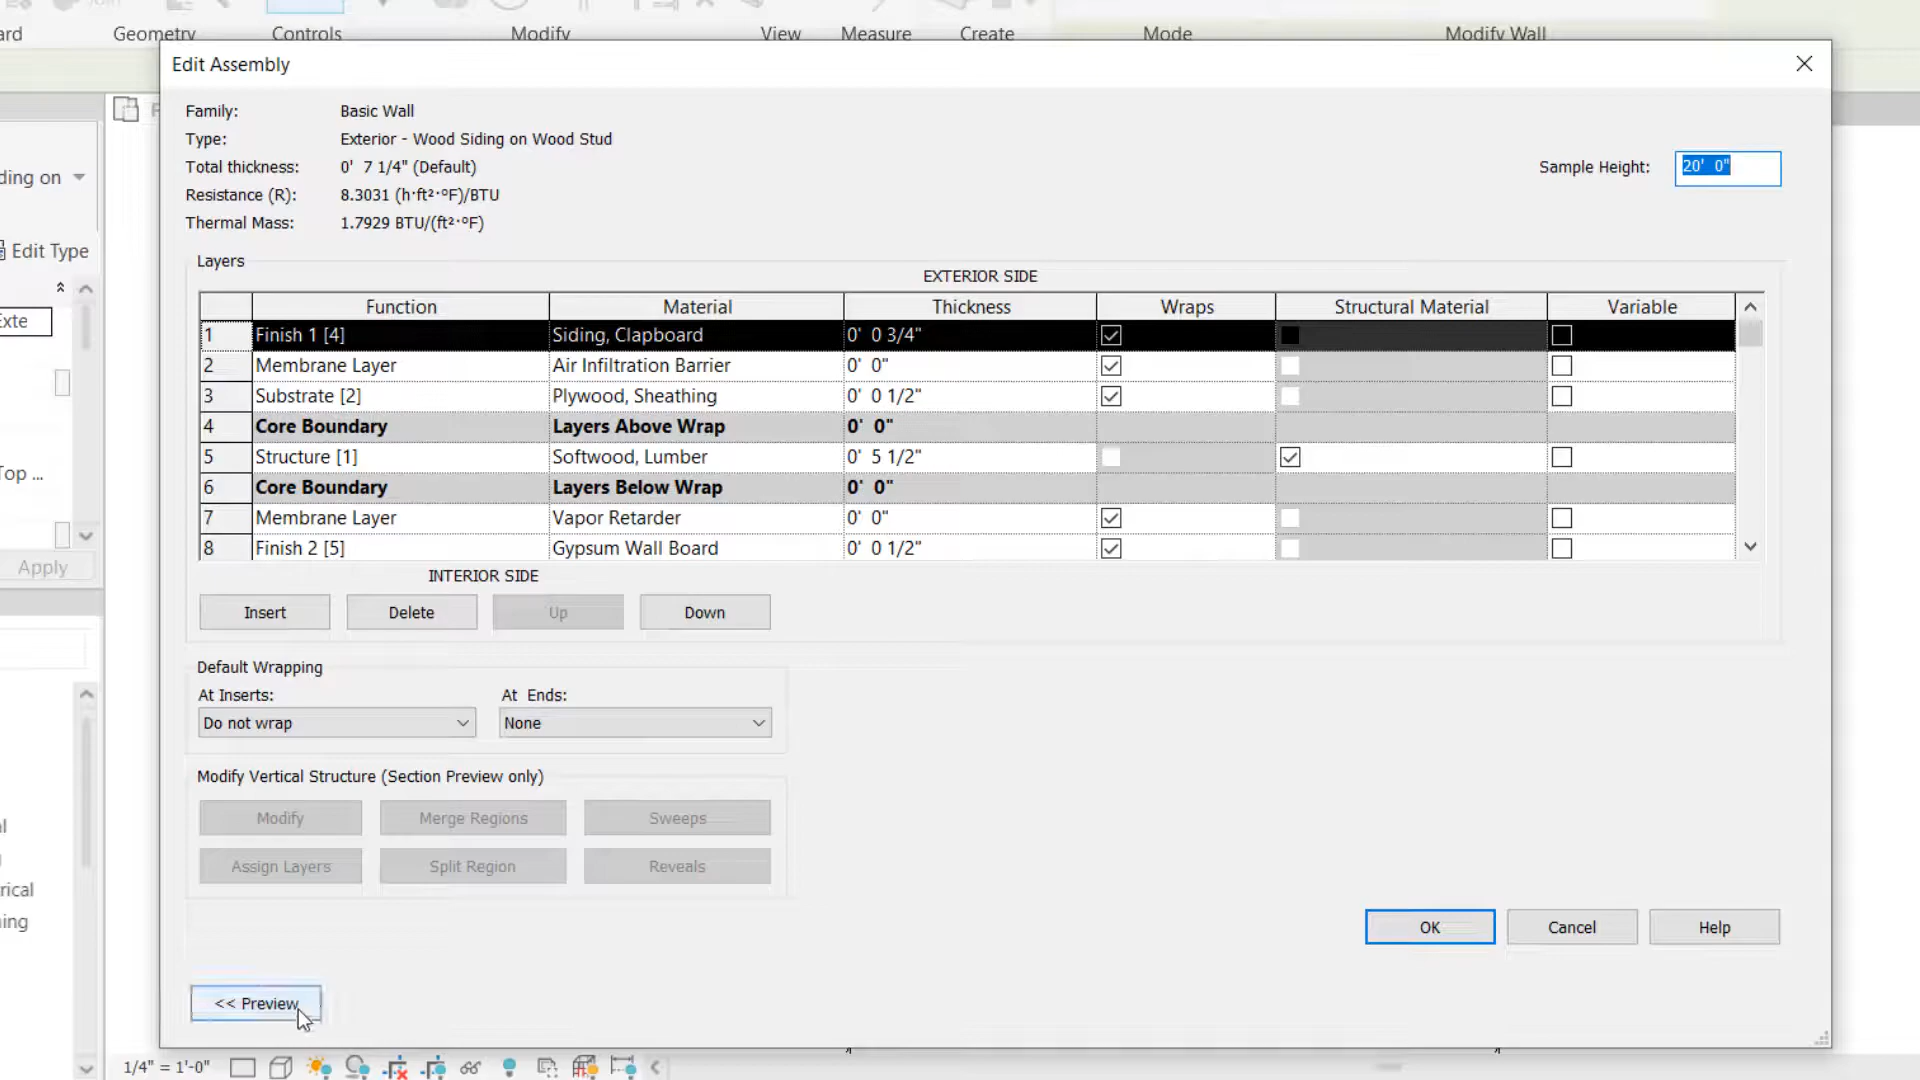 ard Geometry Controls Modify View Measure Create Mode Modify Wall
Edit Assembly
Family: Basic Wall
Type: Exterior - Wood Siding on Wood Stud
Total thickness: 0'  7 1/4" (Default)
Sample Height: 20'  0"
Resistance (R): 8.3031 (h·ft²·°F)/BTU
Thermal Mass: 1.7929 BTU/(ft²·°F)
ding on
Edit Type
Exte
Top ...
Apply
Layers
EXTERIOR SIDE
Function Material Thickness Wraps Structural Material Variable
1 Finish 1 [4] Siding, Clapboard 0'  0 3/4"
2 Membrane Layer Air Infiltration Barrier 0'  0"
3 Substrate [2] Plywood, Sheathing 0'  0 1/2"
4 Core Boundary Layers Above Wrap 0'  0"
5 Structure [1] Softwood, Lumber 0'  5 1/2"
6 Core Boundary Layers Below Wrap 0'  0"
7 Membrane Layer Vapor Retarder 0'  0"
8 Finish 2 [5] Gypsum Wall Board 0'  0 1/2"
INTERIOR SIDE
Insert Delete Up Down
Default Wrapping
At Inserts: At Ends:
Do not wrap None
Modify Vertical Structure (Section Preview only)
Modify Merge Regions Sweeps
Assign Layers Split Region Reveals
rical
ing
OK Cancel Help
<< Preview
1/4" = 1'-0"